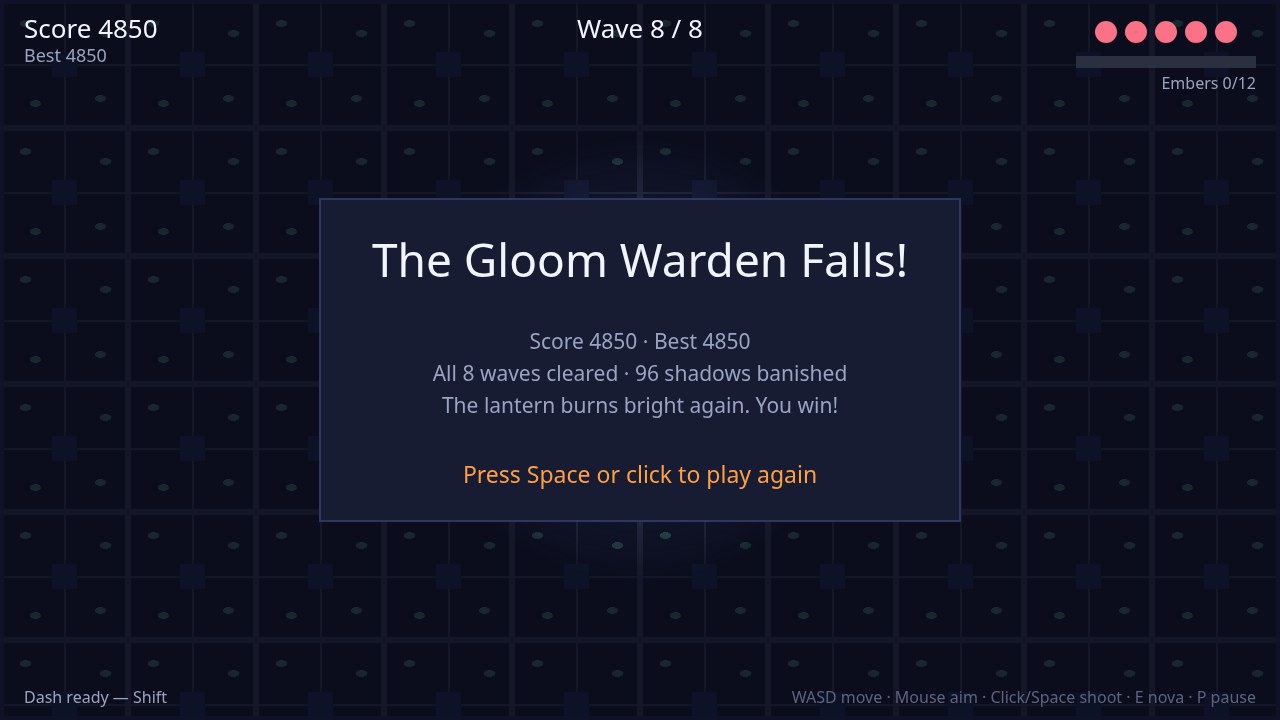 Score 4850
Best 4850
Wave 8 / 8
Embers 0/12
The Gloom Warden Falls!
Score 4850 · Best 4850
All 8 waves cleared · 96 shadows banished
The lantern burns bright again. You win!
Press Space or click to play again
Dash ready — Shift
WASD move · Mouse aim · Click/Space shoot · E nova · P pause